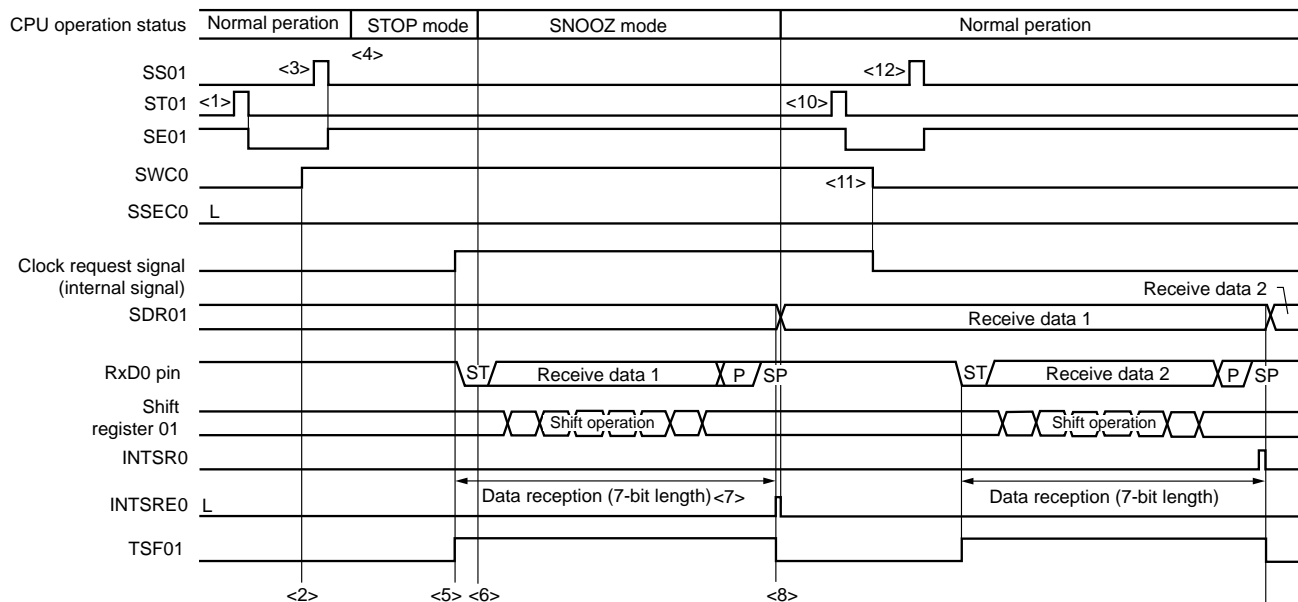 CPU operation status Normal peration STOP mode SNOOZ mode Normal peration
<4>
SS01 <3> <12>
ST01 <1> <10>
SE01
SWC0 <11>
SSEC0 L
Clock request signal
(internal signal)
Receive data 2
SDR01 Receive data 1
RxD0 pin ST Receive data 1 P SP ST Receive data 2 P SP
Shift
register 01 Shift operation Shift operation
INTSR0
Data reception (7-bit length) <7> Data reception (7-bit length)
INTSRE0 L
TSF01
<2> <5> <6> <8>